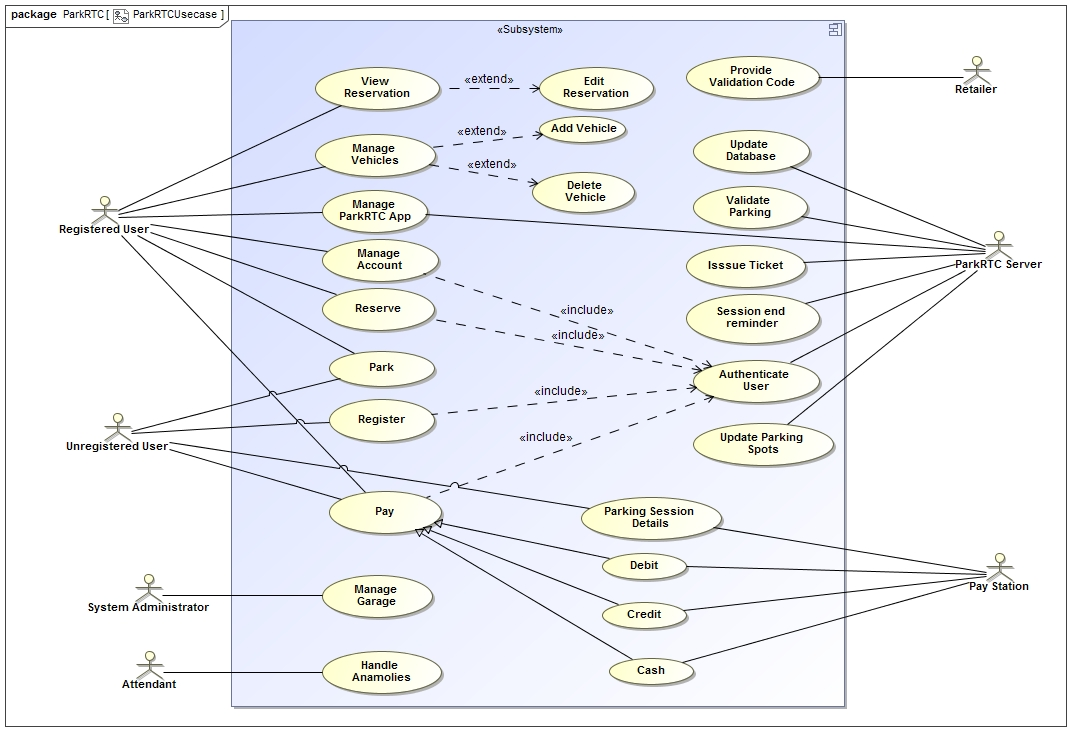 package ParkRTC [ ParkRTCUsecase ]
«Subsystem»
View
Reservation
«extend»
Edit
Reservation
Provide
Validation Code
Retailer
Manage
Vehicles
«extend»
Add Vehicle
«extend»
Delete
Vehicle
Update
Database
Manage
ParkRTC App
Validate
Parking
Registered User
Manage
Account
Isssue Ticket
ParkRTC Server
Reserve
«include»
«include»
Session end
reminder
Park
Authenticate
User
Register
«include»
«include»
Unregistered User
Update Parking
Spots
Pay
Parking Session
Details
Debit
Pay Station
System Administrator
Manage
Garage
Credit
Attendant
Handle
Anamolies
Cash